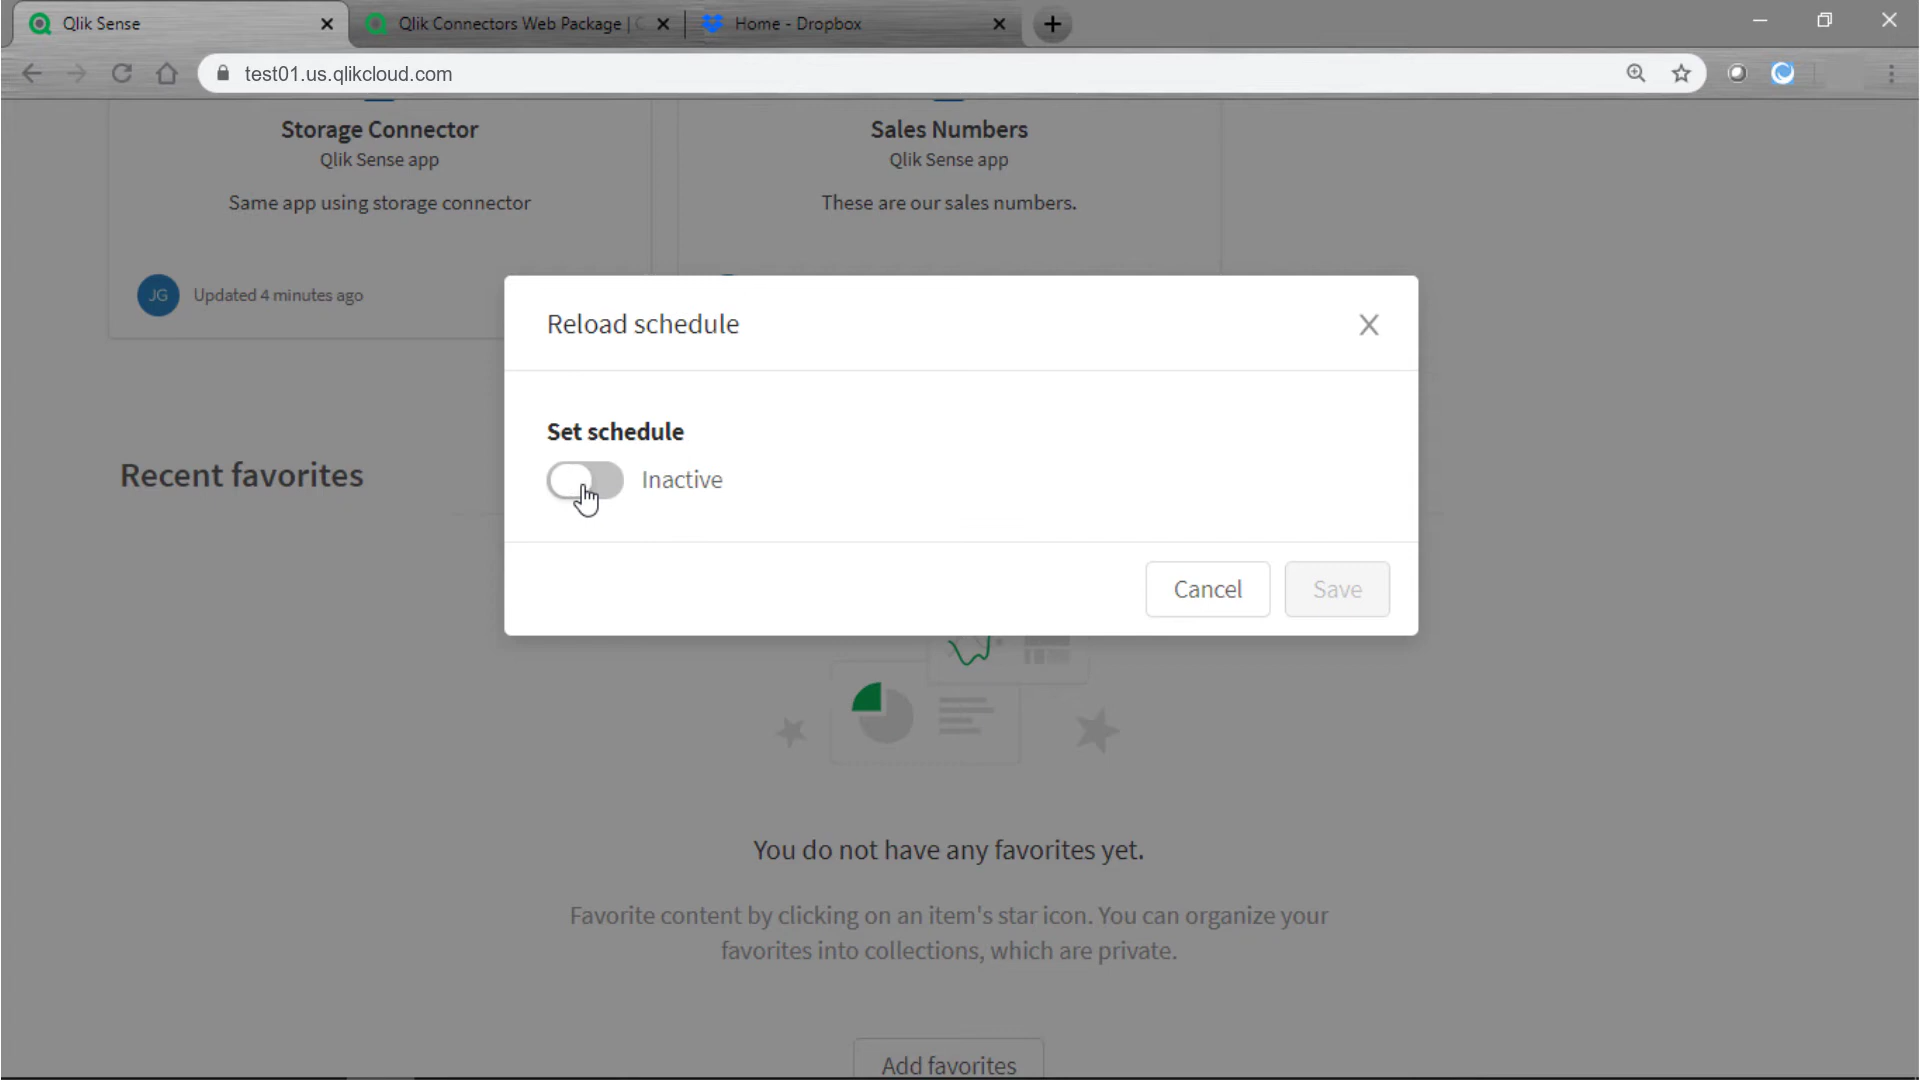 Qlik Sense
Qlik Connectors Web Package |
Home - Dropbox
test01.us.qlikcloud.com
Storage Connector
Qlik Sense app
Same app using storage connector
JG
Updated 4 minutes ago
Sales Numbers
Qlik Sense app
These are our sales numbers.
Reload schedule
Set schedule
Inactive
Cancel
Save
Recent favorites
You do not have any favorites yet.
Favorite content by clicking on an item's star icon. You can organize your
favorites into collections, which are private.
Add favorites